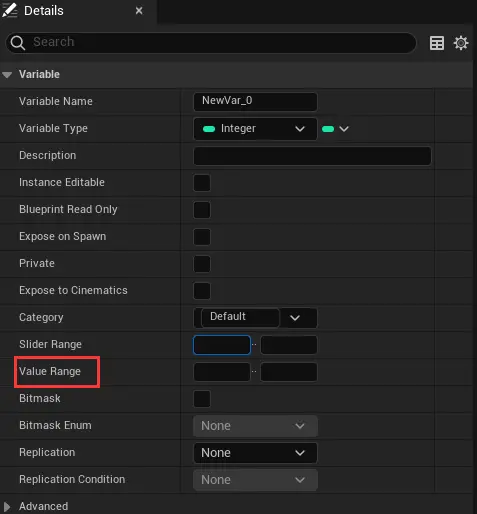 Details ×
Search
Variable
Variable Name NewVar_0
Variable Type Integer
Description
Instance Editable
Blueprint Read Only
Expose on Spawn
Private
Expose to Cinematics
Category Default
Slider Range ..
Value Range ..
Bitmask
Bitmask Enum None
Replication None
Replication Condition None
Advanced